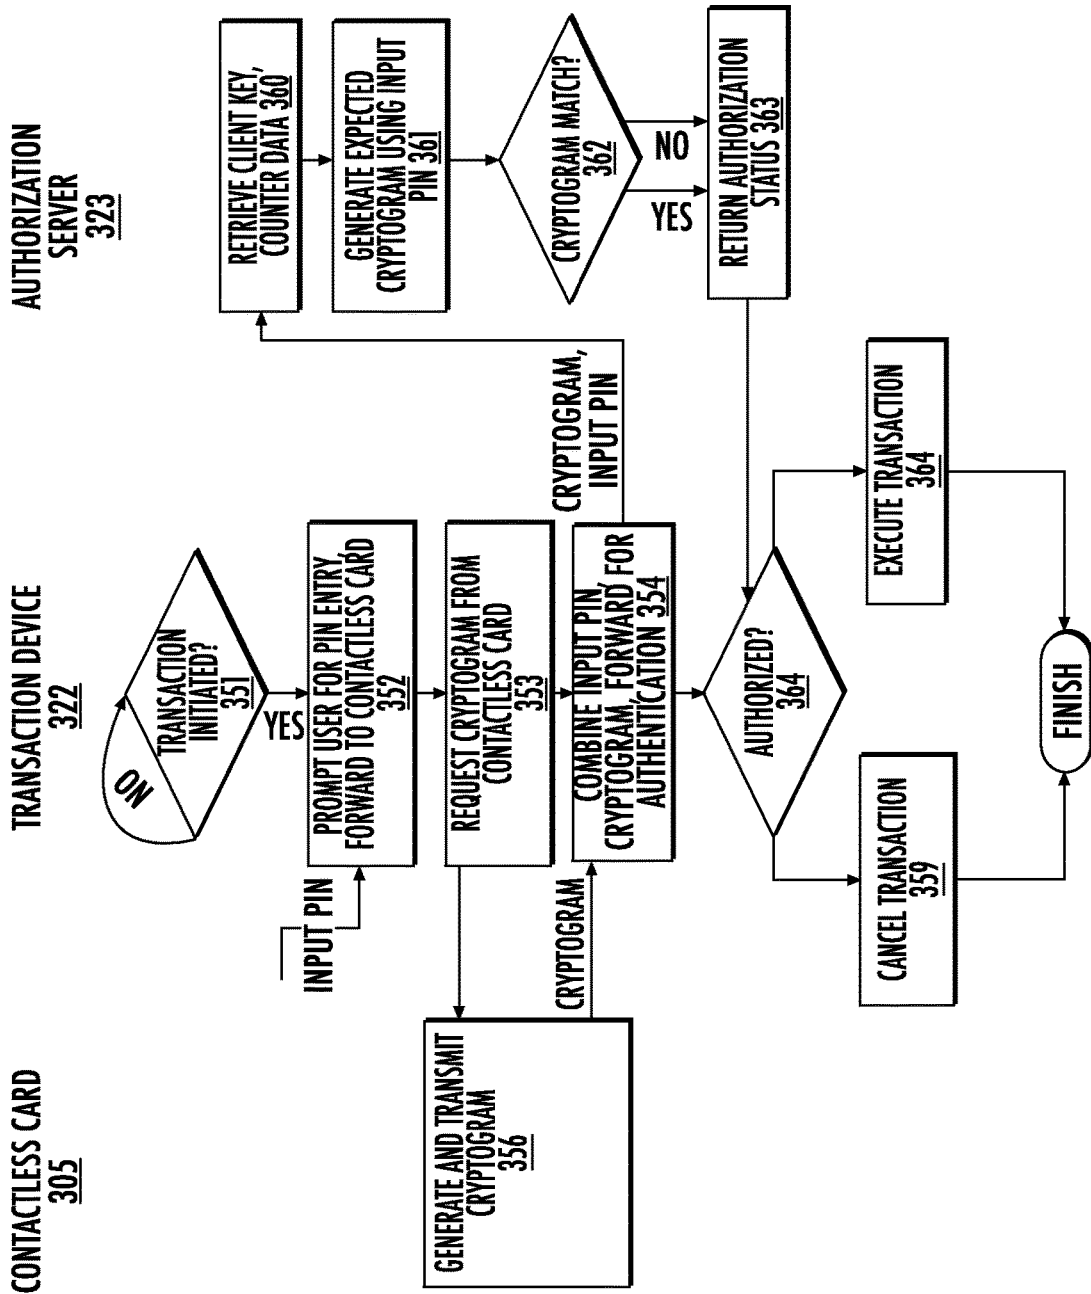 CONTACTLESS CARD
305
TRANSACTION DEVICE
322
AUTHORIZATION
SERVER
323
NO
TRANSACTION
INITIATED?
351
YES
INPUT PIN
PROMPT USER FOR PIN ENTRY,
FORWARD TO CONTACTLESS CARD
352
REQUEST CRYPTOGRAM FROM
CONTACTLESS CARD
353
GENERATE AND TRANSMIT
CRYPTOGRAM
356
CRYPTOGRAM
COMBINE INPUT PIN,
CRYPTOGRAM, FORWARD, FOR
AUTHENTICATION 354
CRYPTOGRAM,
INPUT PIN
RETRIEVE CLIENT KEY,
COUNTER DATA 360
GENERATE EXPECTED
CRYPTOGRAM USING INPUT
PIN 361
CRYPTOGRAM MATCH?
362
YES
NO
RETURN AUTHORIZATION
STATUS 363
AUTHORIZED?
364
CANCEL TRANSACTION
359
EXECUTE TRANSACTION
364
FINISH